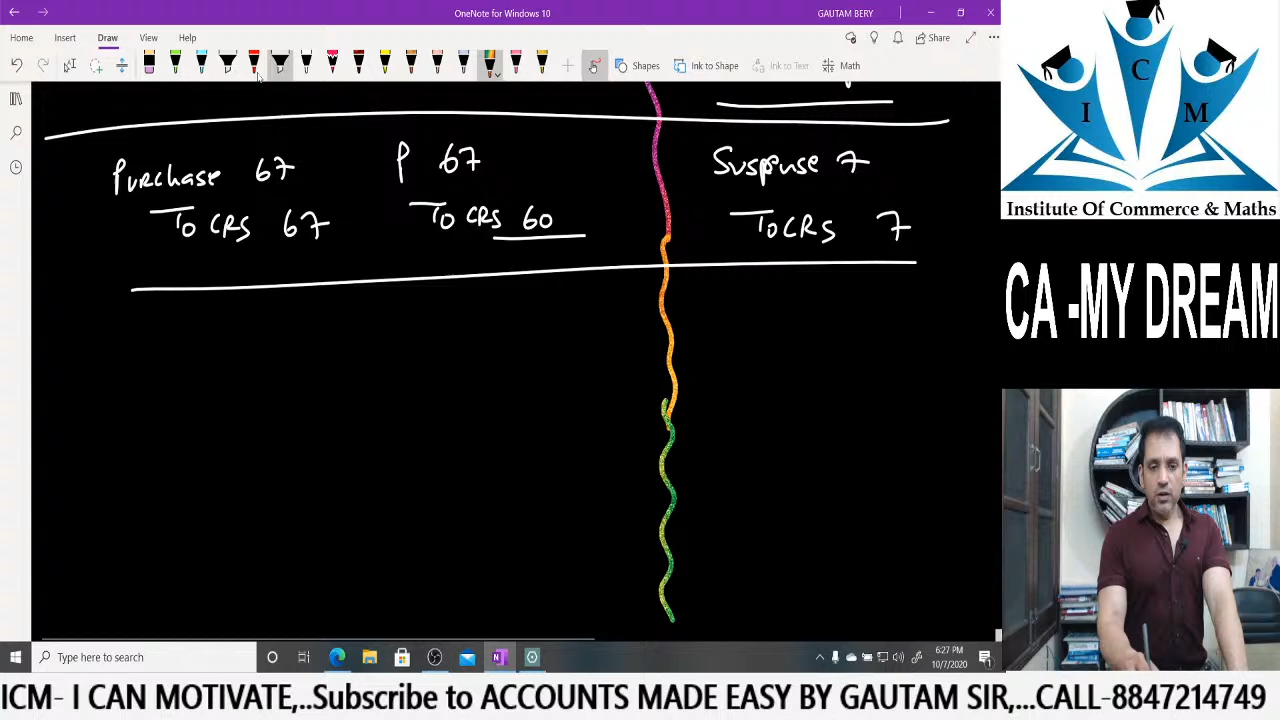 OneNote for Windows 10
GAUTAM BERY
Home Insert Draw View Help
Share
Shapes
Ink to Shape
Ink to Text
Math
Purchase 67
To CRS 67
P 67
To CRS 60
Suspense 7
To CRS 7
I C M
Institute Of Commerce & Maths
CA -MY DREAM
Type here to search
6:27 PM
10/7/2020
ICM- I CAN MOTIVATE,..Subscribe to ACCOUNTS MADE EASY BY GAUTAM SIR,...CALL-8847214749